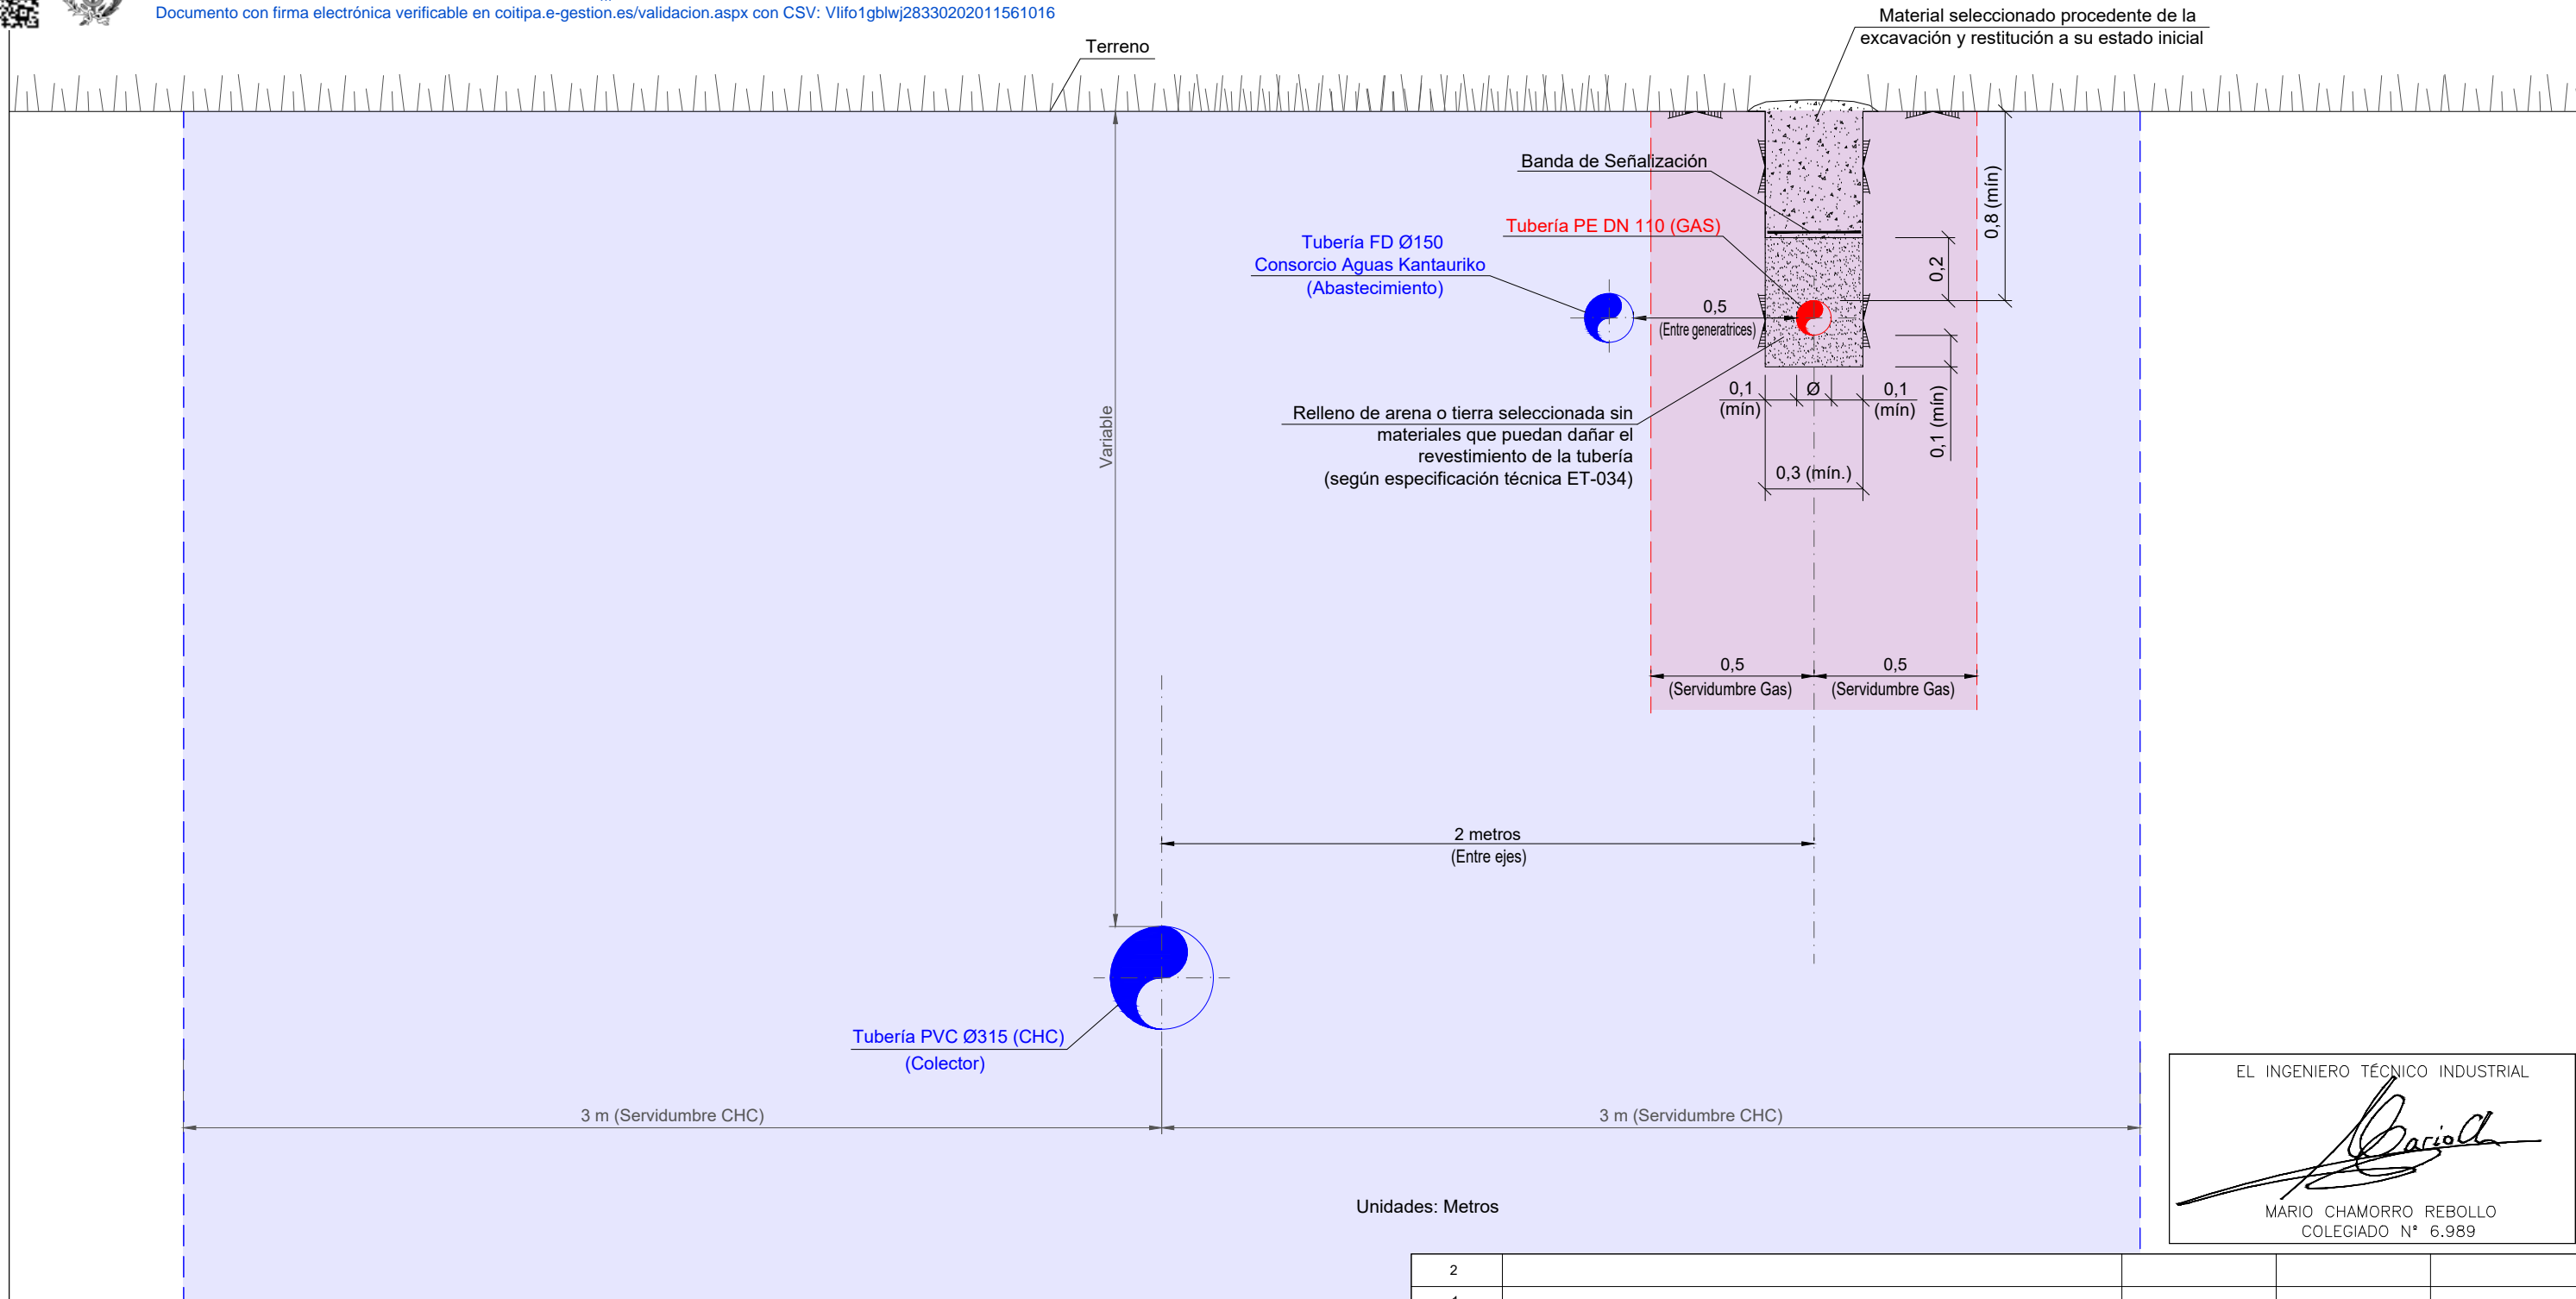 Documento con firma electrónica verificable en coitipa.e-gestion.es/validacion.aspx con CSV: VIifo1gblwj28330202011561016
Material seleccionado procedente de la
excavación y restitución a su estado inicial
Terreno
Banda de Señalización
0,8 (mín)
Tubería PE DN 110 (GAS)
Tubería FD Ø150
Consorcio Aguas Kantauriko
(Abastecimiento)
0,2
0,5
(Entre generatrices)
0,1
(mín)
Ø
0,1
(mín)
0,1 (mín)
Variable
Relleno de arena o tierra seleccionada sin
materiales que puedan dañar el
revestimiento de la tubería
(según especificación técnica ET-034)
0,3 (mín.)
0,5
(Servidumbre Gas)
0,5
(Servidumbre Gas)
2 metros
(Entre ejes)
Tubería PVC Ø315 (CHC)
(Colector)
3 m (Servidumbre CHC)
3 m (Servidumbre CHC)
EL INGENIERO TÉCNICO INDUSTRIAL
MARIO CHAMORRO REBOLLO
COLEGIADO Nº 6.989
Unidades: Metros
2